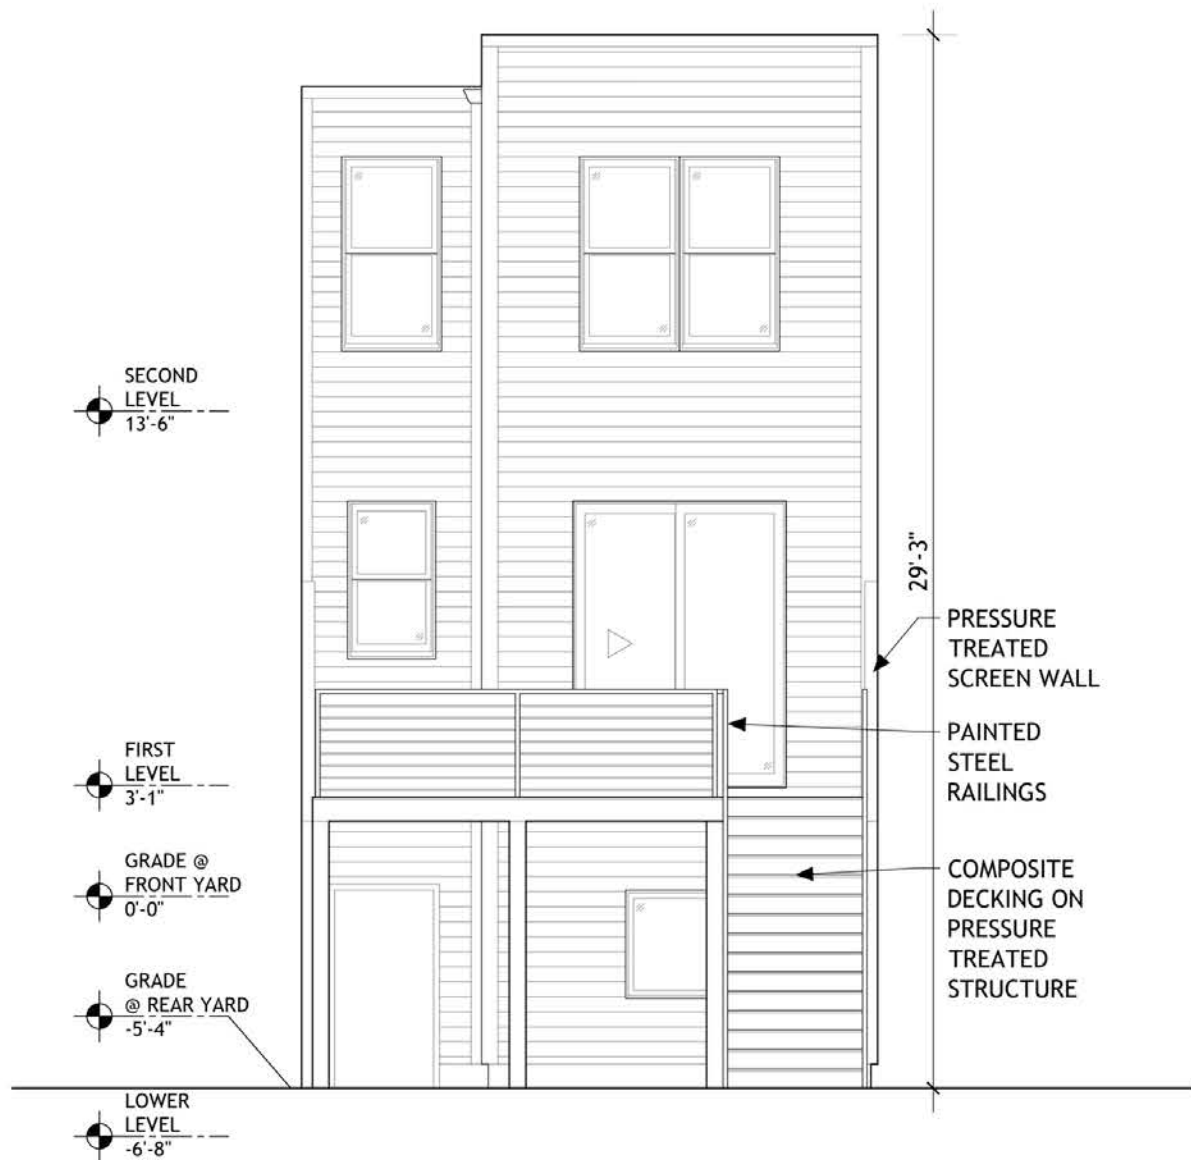 SECOND
LEVEL
13'-6"
29'-3"
PRESSURE
TREATED
SCREEN WALL
FIRST
LEVEL
3'-1"
PAINTED
STEEL
RAILINGS
GRADE @
FRONT YARD
0'-0"
COMPOSITE
DECKING ON
PRESSURE
TREATED
STRUCTURE
GRADE
@ REAR YARD
-5'-4"
LOWER
LEVEL
-6'-8"